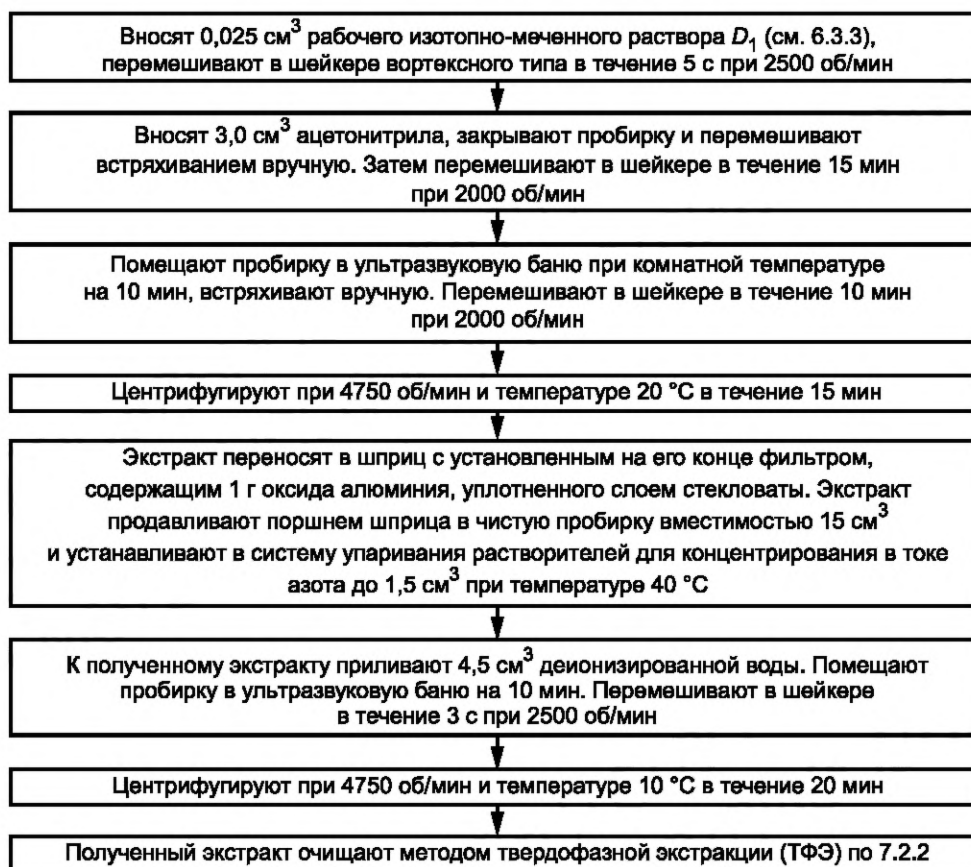 Вносят 0,025 см³ рабочего изотопно-меченного раствора D₁ (см. 6.3.3),
перемешивают в шейкере вортексного типа в течение 5 с при 2500 об/мин
Вносят 3,0 см³ ацетонитрила, закрывают пробирку и перемешивают
встряхиванием вручную. Затем перемешивают в шейкере в течение 15 мин
при 2000 об/мин
Помещают пробирку в ультразвуковую баню при комнатной температуре
на 10 мин, встряхивают вручную. Перемешивают в шейкере в течение 10 мин
при 2000 об/мин
Центрифугируют при 4750 об/мин и температуре 20 °С в течение 15 мин
Экстракт переносят в шприц с установленным на его конце фильтром,
содержащим 1 г оксида алюминия, уплотненного слоем стекловаты. Экстракт
продавливают поршнем шприца в чистую пробирку вместимостью 15 см³
и устанавливают в систему упаривания растворителей для концентрирования в токе
азота до 1,5 см³ при температуре 40 °С
К полученному экстракту приливают 4,5 см³ деионизированной воды. Помещают
пробирку в ультразвуковую баню на 10 мин. Перемешивают в шейкере
в течение 3 с при 2500 об/мин
Центрифугируют при 4750 об/мин и температуре 10 °С в течение 20 мин
Полученный экстракт очищают методом твердофазной экстракции (ТФЭ) по 7.2.2